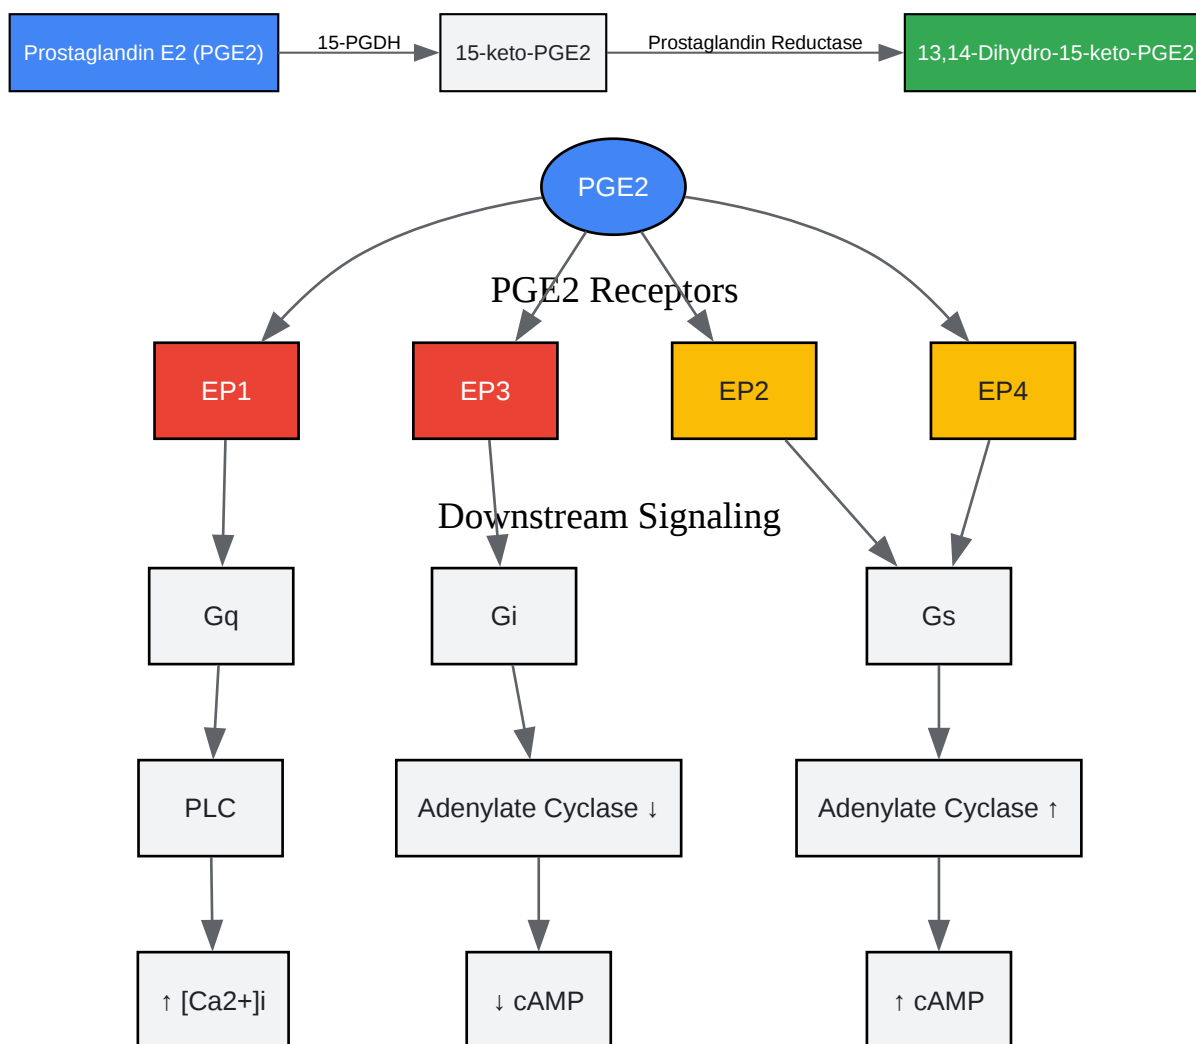 Prostaglandin E2 (PGE2)
15-PGDH
15-keto-PGE2
Prostaglandin Reductase
13,14-Dihydro-15-keto-PGE2
PGE2
PGE2 Receptors
EP1
EP3
EP2
EP4
Downstream Signaling
Gq
Gi
Gs
PLC
Adenylate Cyclase ↓
Adenylate Cyclase ↑
↑ [Ca2+]i
↓ cAMP
↑ cAMP